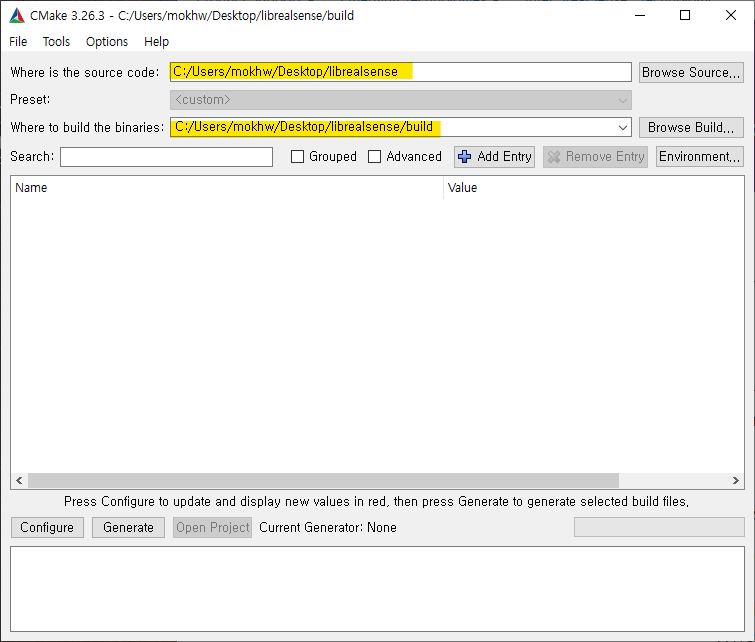 CMake 3.26.3 - C:/Users/mokhw/Desktop/librealsense/build
File Tools Options Help
Where is the source code: C:/Users/mokhw/Desktop/librealsense Browse Source...
Preset: <custom>
Where to build the binaries: C:/Users/mokhw/Desktop/librealsense/build Browse Build...
Search: Grouped Advanced Add Entry Remove Entry Environment...
Name Value
Press Configure to update and display new values in red, then press Generate to generate selected build files.
Configure Generate Open Project Current Generator: None